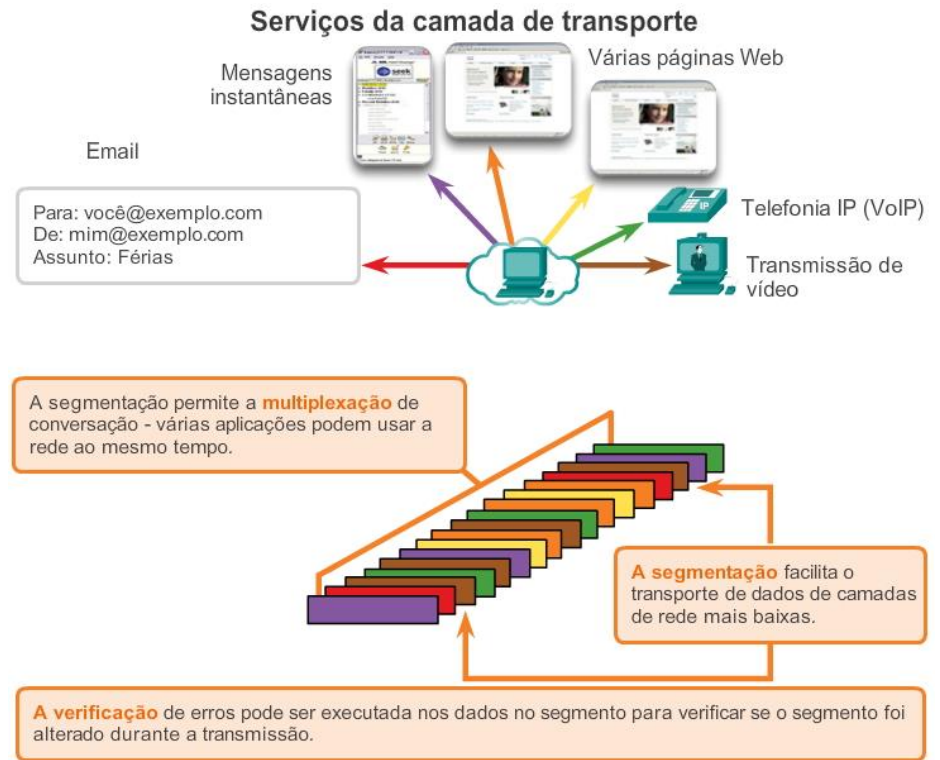 Serviços da camada de transporte
Mensagens
instantâneas
seek
Várias páginas Web
Email
Para: você@exemplo.com
De: mim@exemplo.com
Assunto: Férias
IP
Telefonia IP (VoIP)
Transmissão de
vídeo
A segmentação permite a multiplexação de
conversação - várias aplicações podem usar a
rede ao mesmo tempo.
A segmentação facilita o
transporte de dados de camadas
de rede mais baixas.
A verificação de erros pode ser executada nos dados no segmento para verificar se o segmento foi
alterado durante a transmissão.